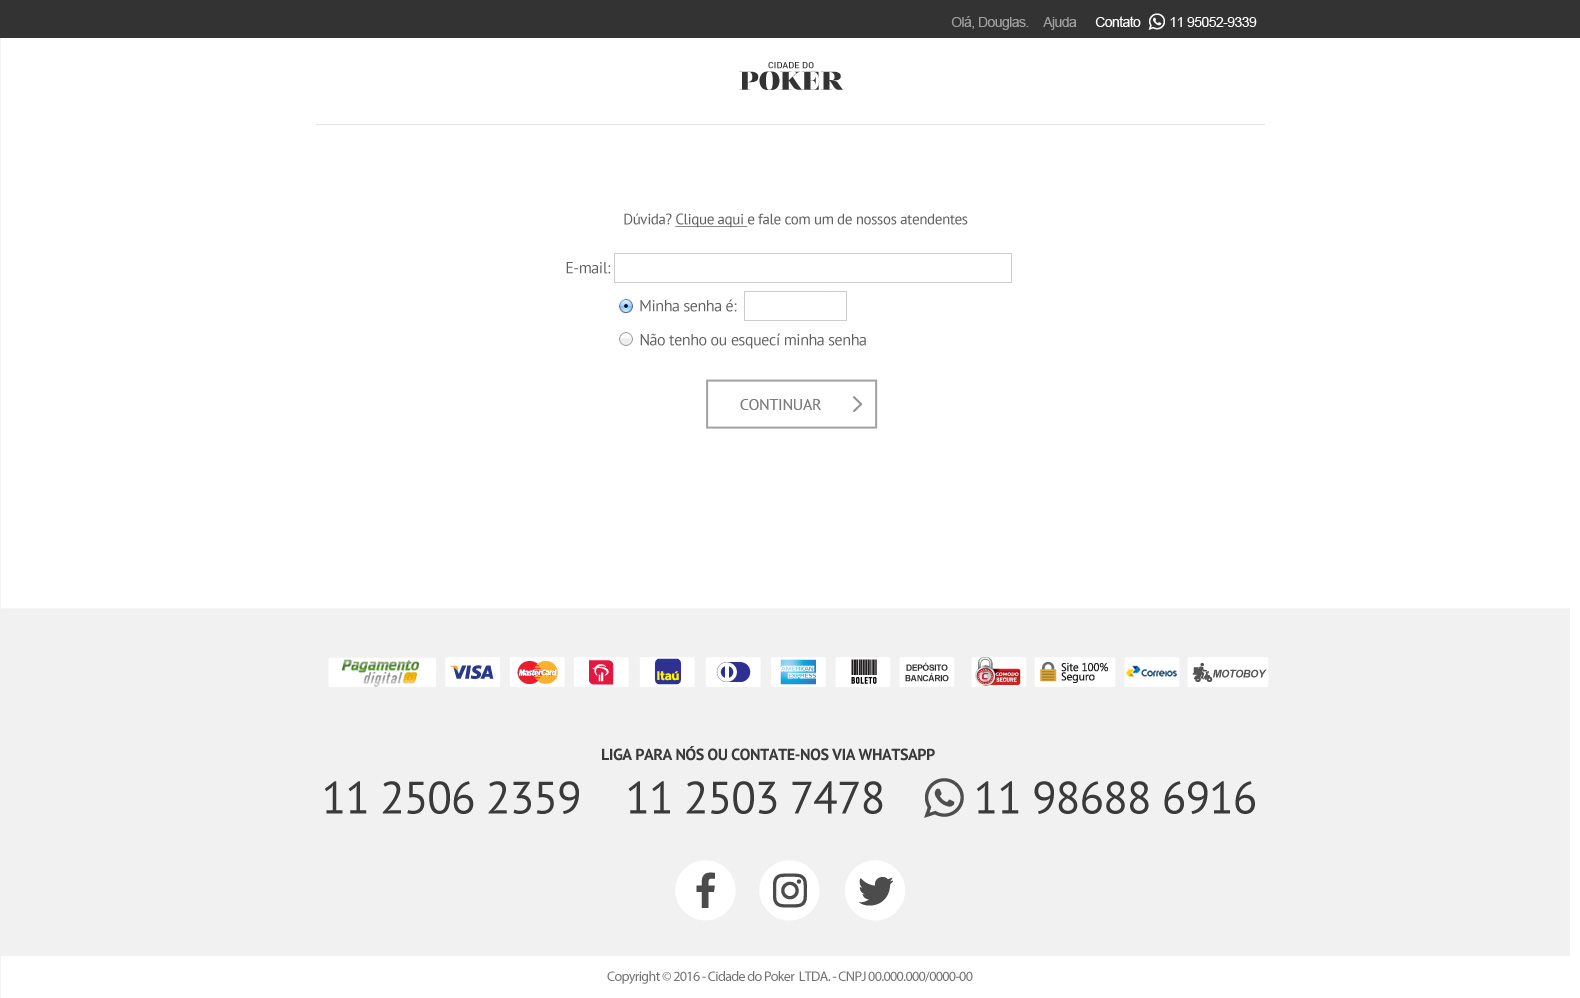 Olá, Douglas. Ajuda Contato 11 95052-9339
CIDADE DO
POKER
Dúvida? Clique aqui e fale com um de nossos atendentes
E-mail:
Minha senha é:
Não tenho ou esquecí minha senha
CONTINUAR
Pagamento digital VISA MasterCard Itaú AMERICAN EXPRESS BOLETO DEPÓSITO BANCÁRIO COMODO SECURE Site 100% Seguro Correios MOTOBOY
LIGA PARA NÓS OU CONTATE-NOS VIA WHATSAPP
11 2506 2359 11 2503 7478 11 98688 6916
Copyright © 2016 - Cidade do Poker LTDA. - CNPJ 00.000.000/0000-00